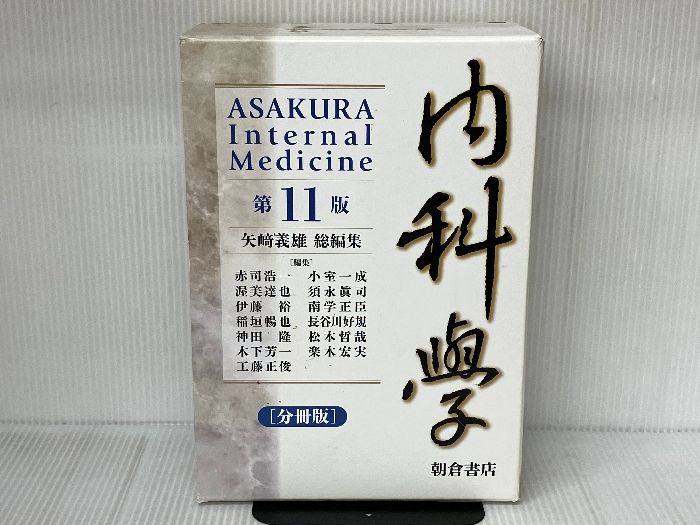 ASAKURA
Internal
Medicine
第11版
矢﨑義雄 総編集
[編集]
赤司浩一 小室一成
渥美達也 須永眞司
伊藤 裕 南学正臣
稲垣暢也 長谷川好規
神田 隆 松本哲哉
木下芳一 楽木宏実
工藤正俊
[分冊版]
内科學
朝倉書店